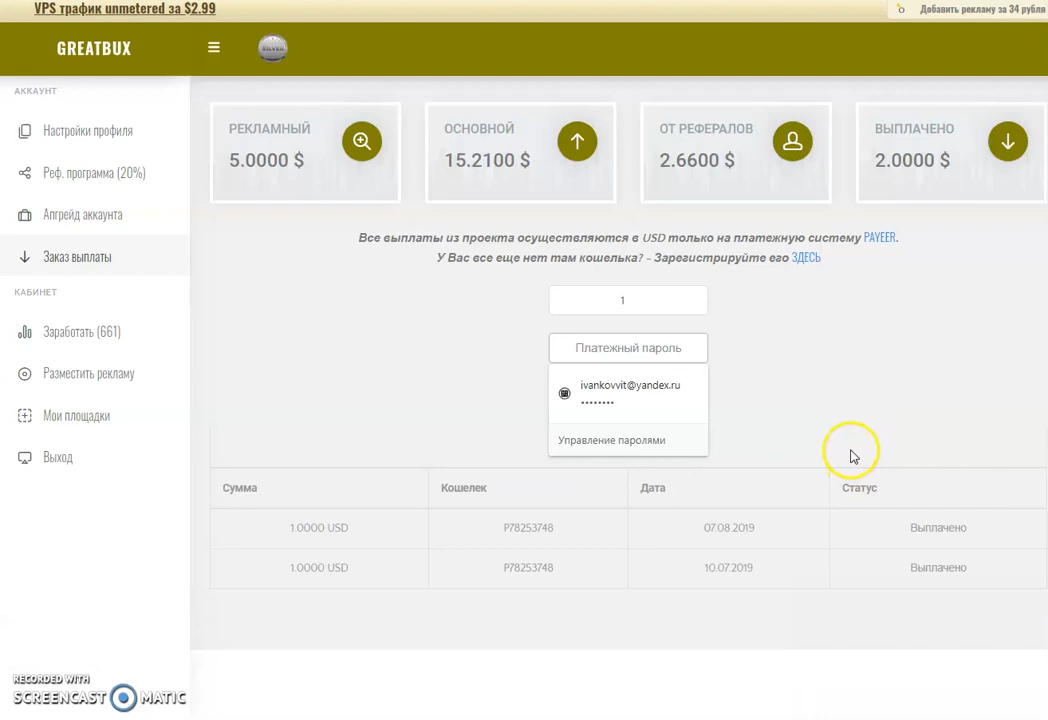 VPS трафик unmetered за $2.99
Добавить рекламу за 34 рубля
GREATBUX
SILVER
АККАУНТ
Настройки профиля
Реф. программа (20%)
Апгрейд аккаунта
Заказ выплаты
КАБИНЕТ
Заработать (661)
Разместить рекламу
Мои площадки
Выход
РЕКЛАМНЫЙ
5.0000 $
ОСНОВНОЙ
15.2100 $
ОТ РЕФЕРАЛОВ
2.6600 $
ВЫПЛАЧЕНО
2.0000 $
Все выплаты из проекта осуществляются в USD только на платежную систему PAYEER.
У Вас все еще нет там кошелька? - Зарегистрируйте его ЗДЕСЬ
1
Платежный пароль
ivankovvit@yandex.ru
••••••••
Управление паролями
Сумма Кошелек Дата Статус
1.0000 USD P78253748 07.08.2019 Выплачено
1.0000 USD P78253748 10.07.2019 Выплачено
RECORDED WITH
SCREENCAST MATIC